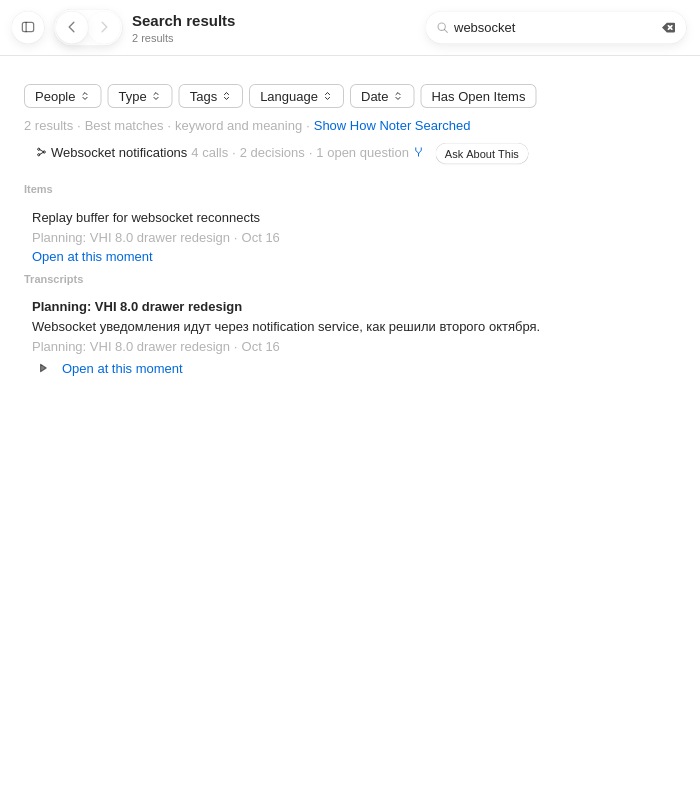 Search results
2 results
websocket
People Type Tags Language Date Has Open Items
2 results · Best matches · keyword and meaning · Show How Noter Searched
Websocket notifications 4 calls · 2 decisions · 1 open question Ask About This
Items
Replay buffer for websocket reconnects
Planning: VHI 8.0 drawer redesign · Oct 16
Open at this moment
Transcripts
Planning: VHI 8.0 drawer redesign
Websocket уведомления идут через notification service, как решили второго октября.
Planning: VHI 8.0 drawer redesign · Oct 16
Open at this moment